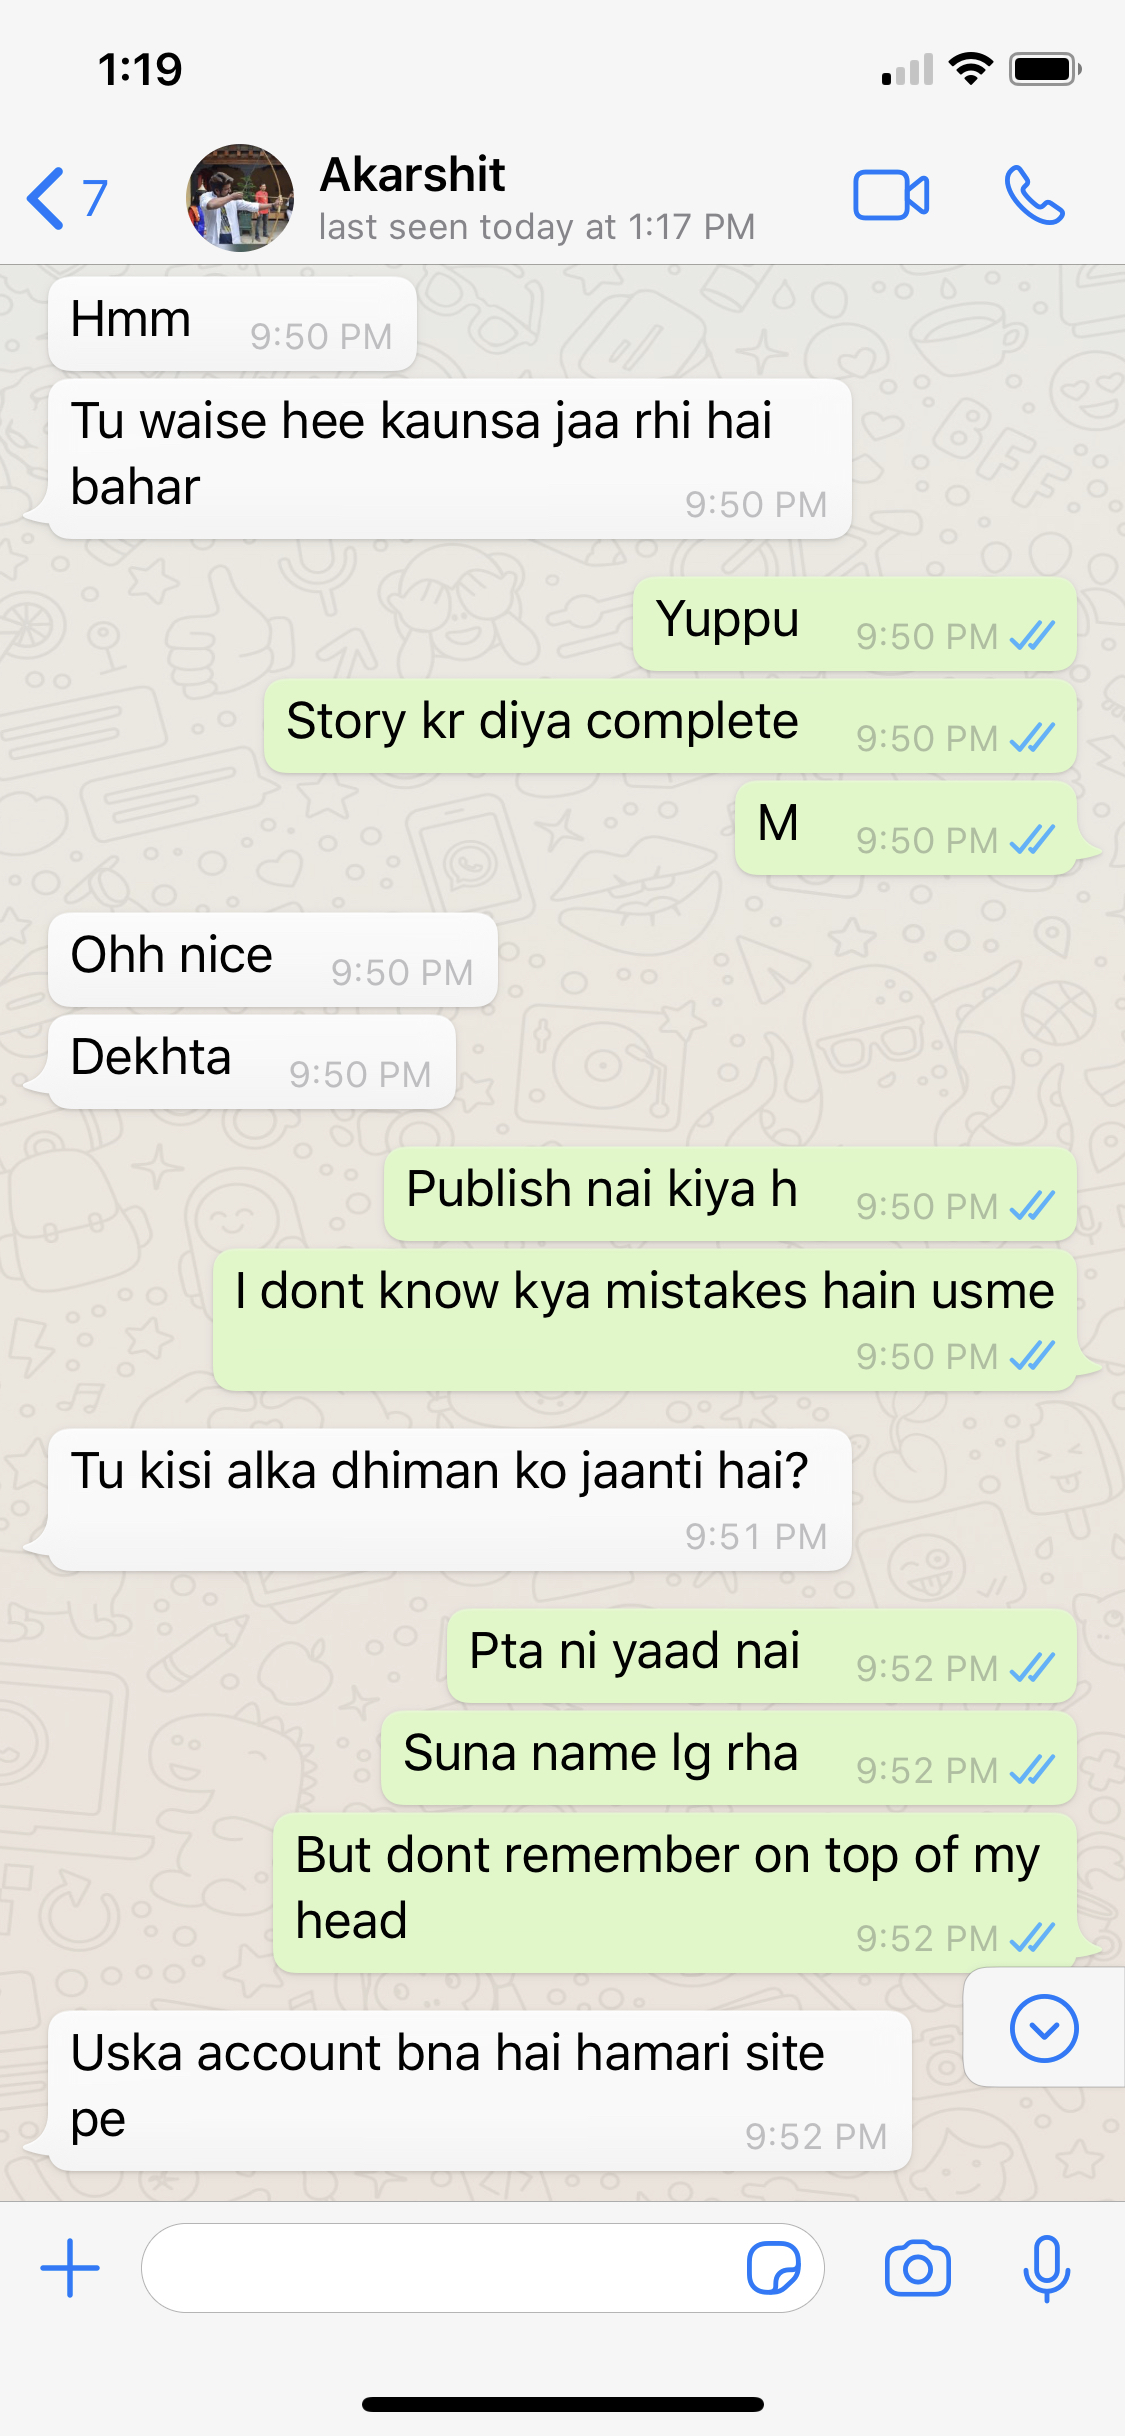 1:19
7
Akarshit
last seen today at 1:17 PM
Hmm
9:50 PM
Tu waise hee kaunsa jaa rhi hai
bahar
9:50 PM
Yuppu
9:50 PM
Story kr diya complete
9:50 PM
M
9:50 PM
Ohh nice
9:50 PM
Dekhta
9:50 PM
Publish nai kiya h
9:50 PM
I dont know kya mistakes hain usme
9:50 PM
Tu kisi alka dhiman ko jaanti hai?
9:51 PM
Pta ni yaad nai
9:52 PM
Suna name lg rha
9:52 PM
But dont remember on top of my
head
9:52 PM
Uska account bna hai hamari site
pe
9:52 PM